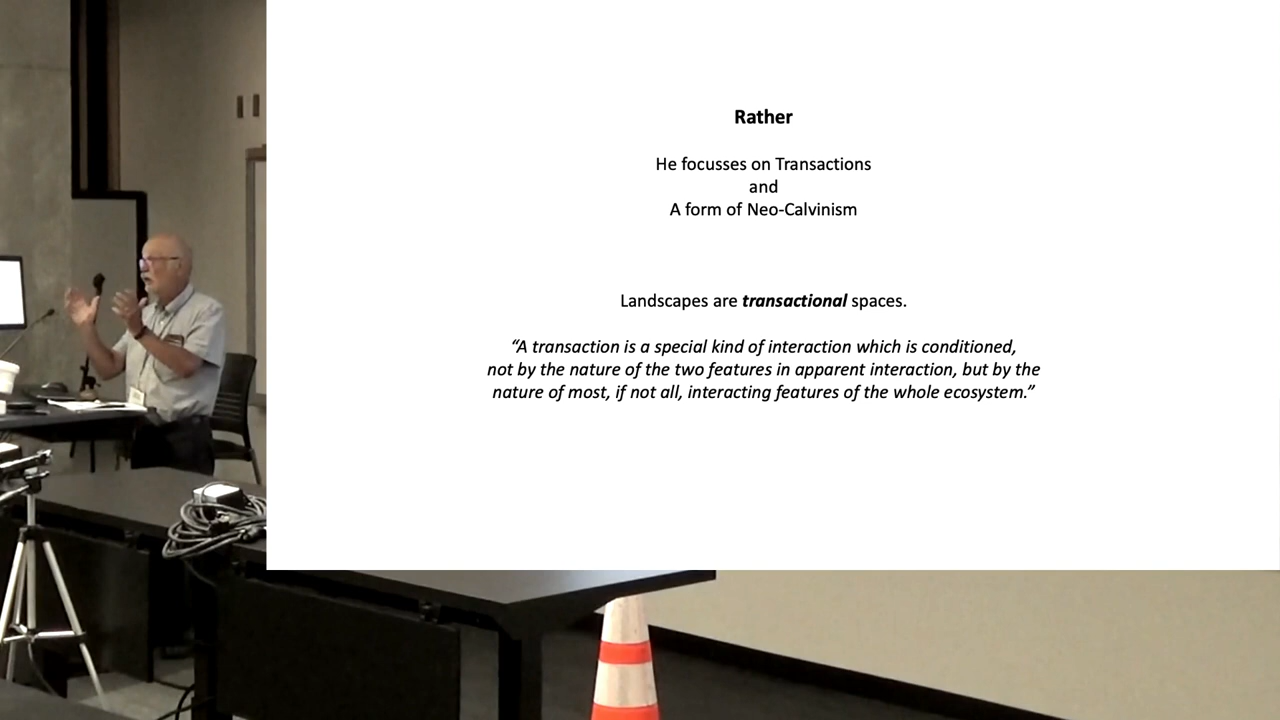 Rather
He focusses on Transactions
and
A form of Neo-Calvinism
Landscapes are transactional spaces.
“A transaction is a special kind of interaction which is conditioned,
not by the nature of the two features in apparent interaction, but by the
nature of most, if not all, interacting features of the whole ecosystem.”